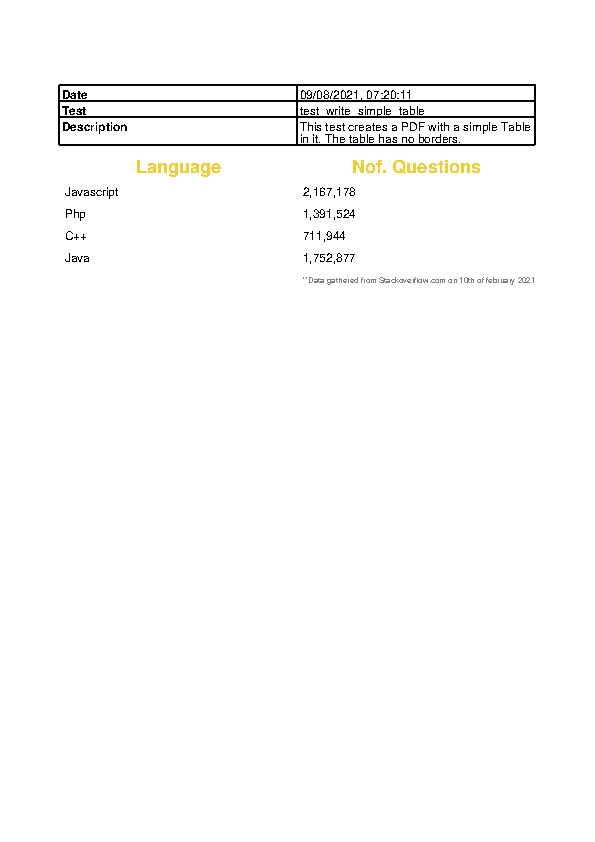 Date 09/08/2021, 07:20:11
Test test_write_simple_table
Description This test creates a PDF with a simple Table
in it. The table has no borders.
Language Nof. Questions
Javascript 2,167,178
Php 1,391,524
C++ 711,944
Java 1,752,877
**Data gathered from Stackoverflow.com on 10th of february 2021